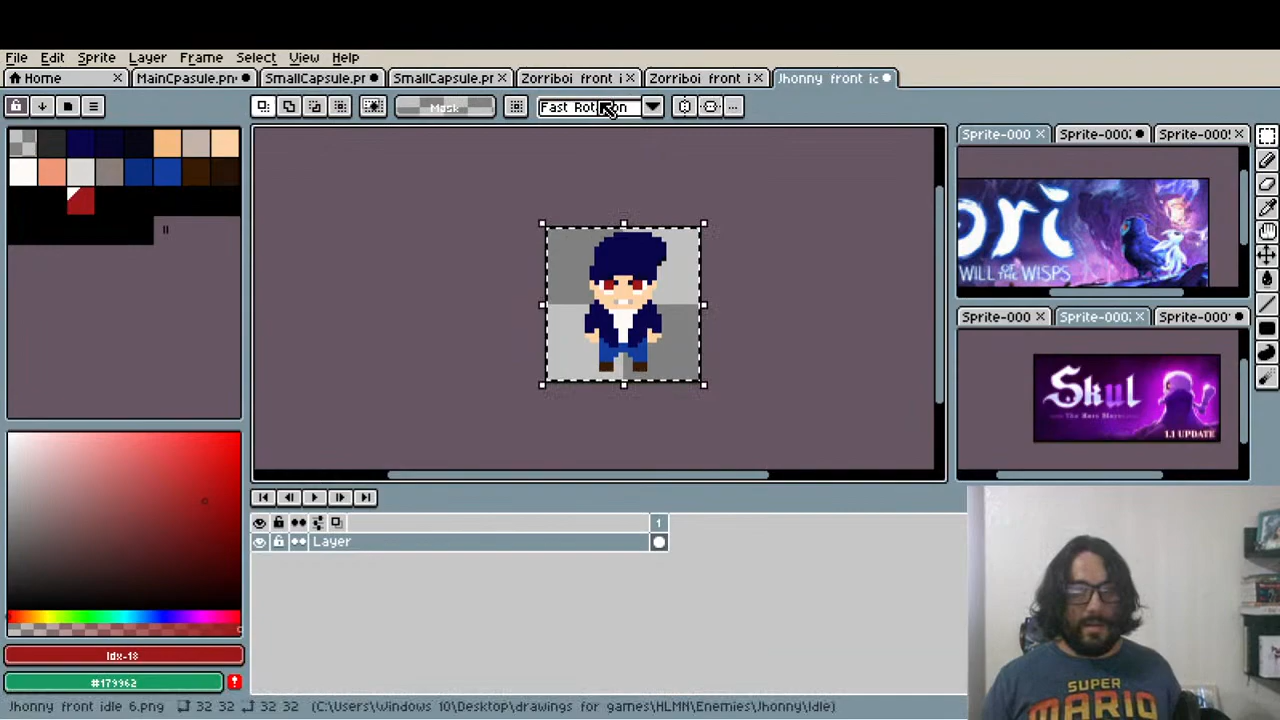 File Edit Sprite Layer Frame Select View Help
Home MainCpasule.pn SmallCapsule.pr SmallCapsule.pr Zorriboi front i Zorriboi front i Jhonny front ic
Mask
Sprite-000 Sprite-000 Sprite-000
ori
WILL OF THE WISPS
Sprite-000 Sprite-000 Sprite-000
Skul
1.1 UPDATE
1
Layer
Idx-18
#179962
Jhonny front idle 6.png 32 32 32 32 (C:\Users\Windows 10\Desktop\drawings for games\HLMN\Enemies\Jhonny\Idle)
SUPER
MARIO